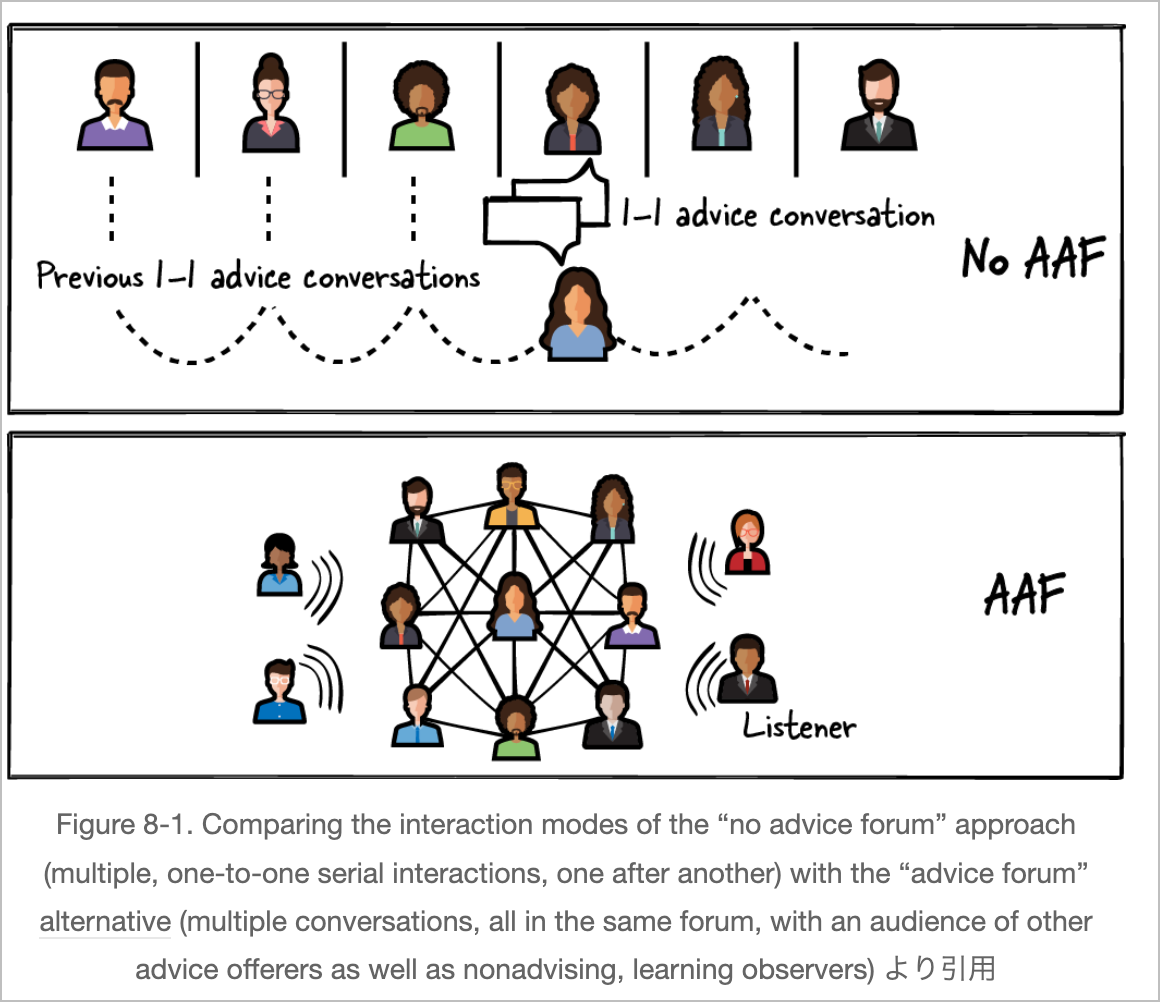 1-1 advice conversation
No AAF
Previous 1-1 advice conversations
AAF
Listener
Figure 8-1. Comparing the interaction modes of the “no advice forum” approach
(multiple, one-to-one serial interactions, one after another) with the “advice forum”
alternative (multiple conversations, all in the same forum, with an audience of other
advice offerers as well as nonadvising, learning observers) より引用